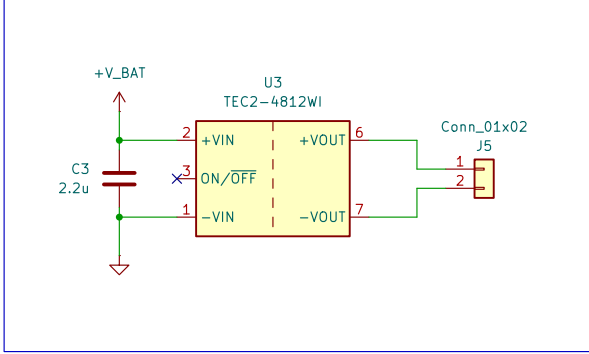 +V_BAT
U3
TEC2-4812WI
Conn_01x02
J5
C3
2.2u
2
+VIN
3
ON/OFF
1
-VIN
+VOUT
6
-VOUT
7
1
2